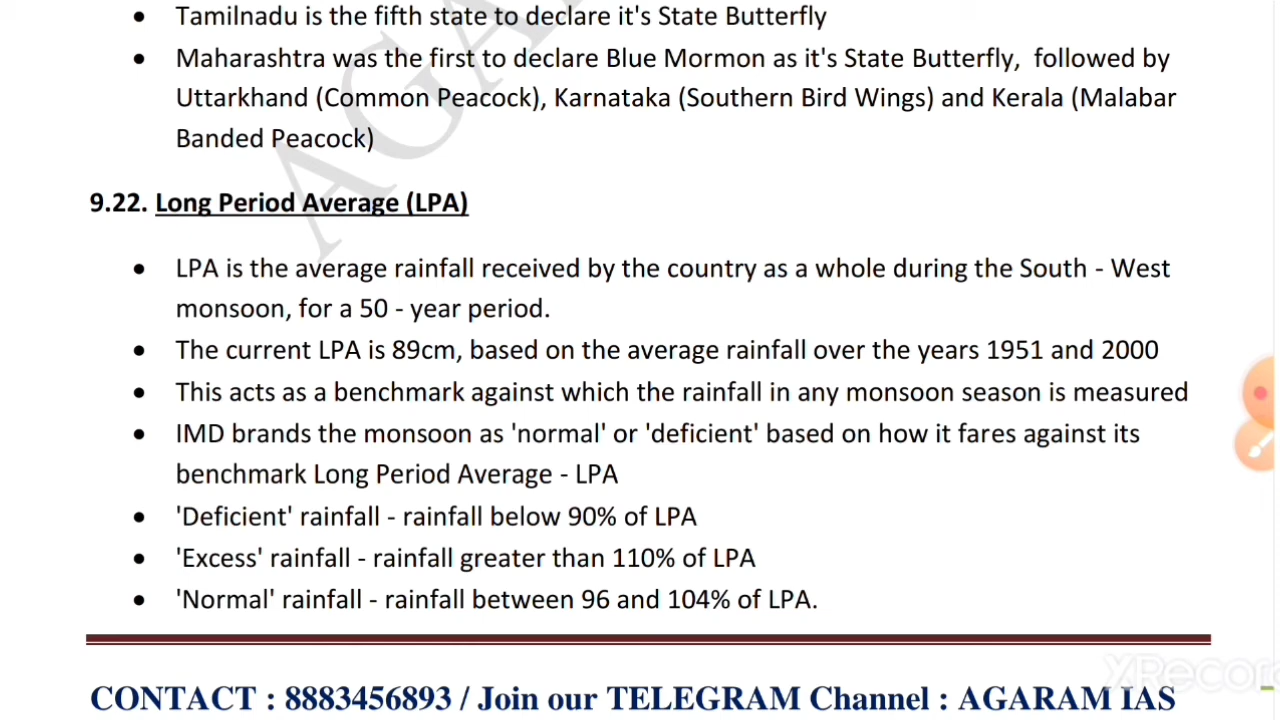 • Tamilnadu is the fifth state to declare it's State Butterfly
• Maharashtra was the first to declare Blue Mormon as it's State Butterfly, followed by
Uttarkhand (Common Peacock), Karnataka (Southern Bird Wings) and Kerala (Malabar
Banded Peacock)
9.22. Long Period Average (LPA)
• LPA is the average rainfall received by the country as a whole during the South - West
monsoon, for a 50 - year period.
• The current LPA is 89cm, based on the average rainfall over the years 1951 and 2000
• This acts as a benchmark against which the rainfall in any monsoon season is measured
• IMD brands the monsoon as 'normal' or 'deficient' based on how it fares against its
benchmark Long Period Average - LPA
• 'Deficient' rainfall - rainfall below 90% of LPA
• 'Excess' rainfall - rainfall greater than 110% of LPA
• 'Normal' rainfall - rainfall between 96 and 104% of LPA.
CONTACT : 8883456893 / Join our TELEGRAM Channel : AGARAM IAS